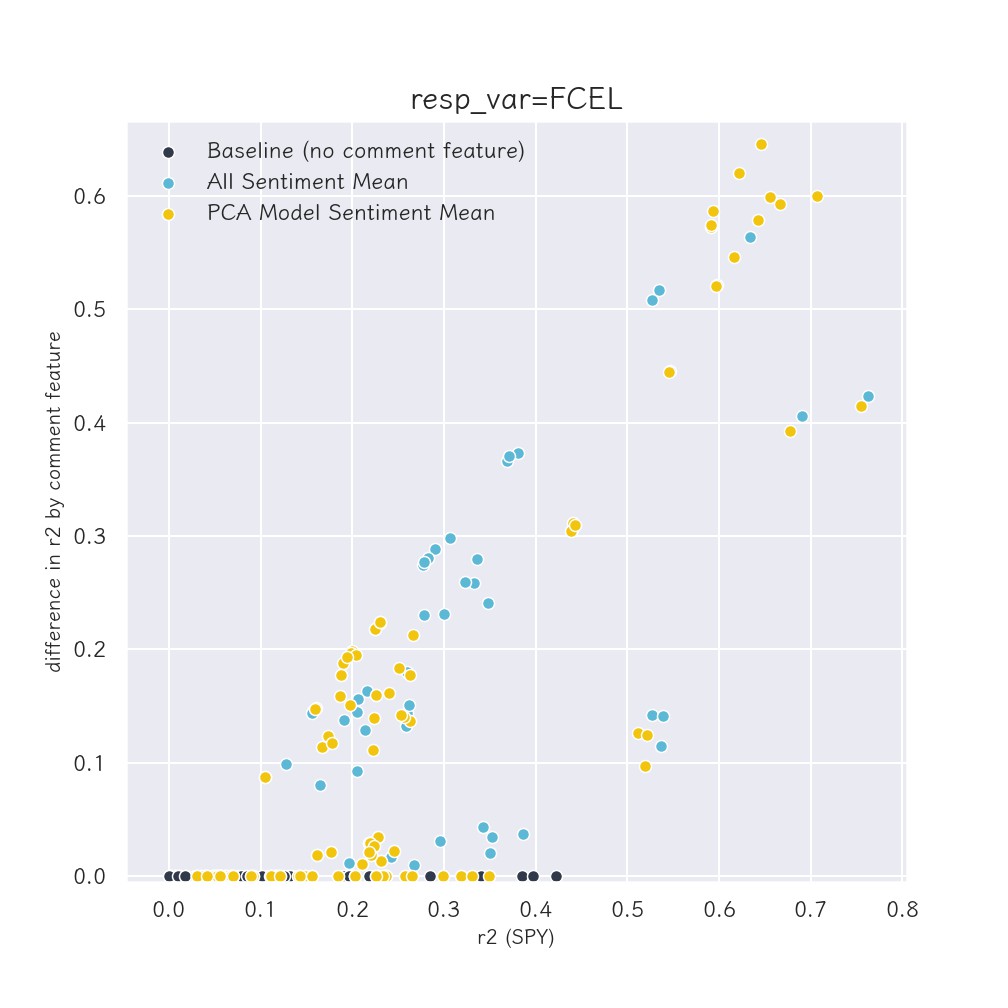 resp_var=FCEL
Baseline (no comment feature)
All Sentiment Mean
PCA Model Sentiment Mean
difference in r2 by comment feature
0.6
0.5
0.4
0.3
0.2
0.1
0.0
0.0 0.1 0.2 0.3 0.4 0.5 0.6 0.7 0.8
r2 (SPY)